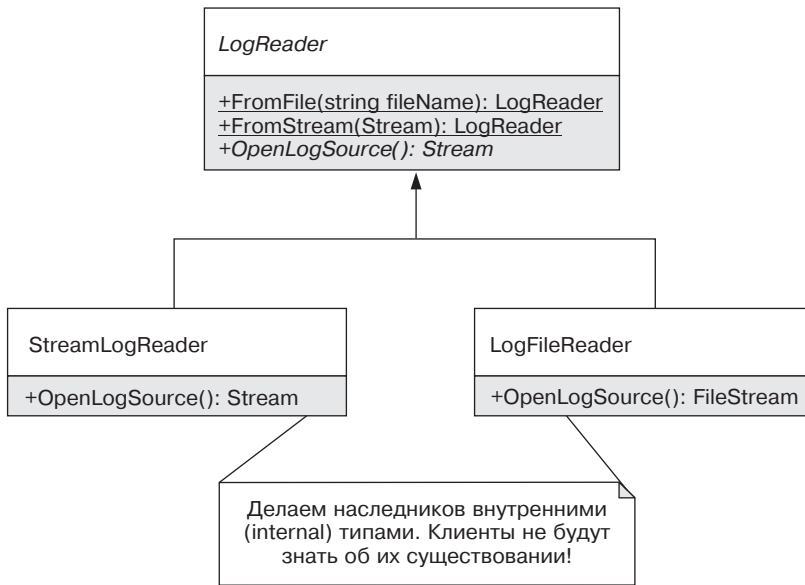 LogReader
+FromFile(string fileName): LogReader
+FromStream(Stream): LogReader
+OpenLogSource(): Stream
StreamLogReader
+OpenLogSource(): Stream
LogFileReader
+OpenLogSource(): FileStream
Делаем наследников внутренними
(internal) типами. Клиенты не будут
знать об их существовании!